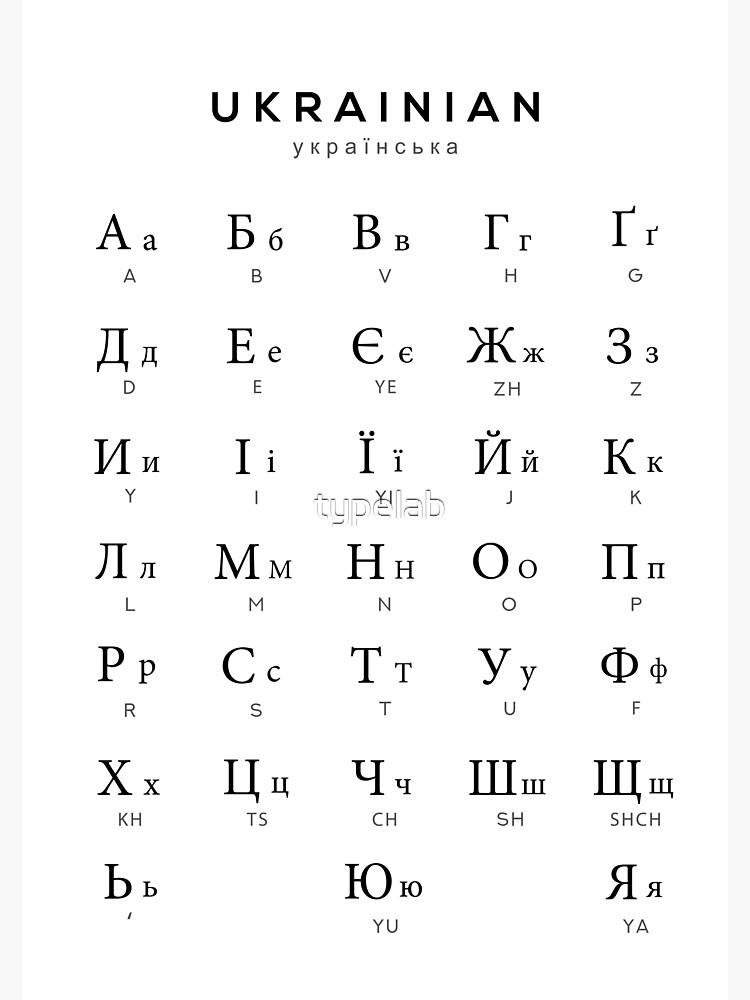 UKRAINIAN
українська
А а Б б В в Г г Ґ ґ
A B V H G
Д д Е е Є є Ж ж З з
D E YE ZH Z
И и І і Ї ї Й й К к
Y I YI J K
typelab
Л л М м Н н О о П п
L M N O P
Р р С с Т т У у Ф ф
R S T U F
Х х Ц ц Ч ч Ш ш Щ щ
KH TS CH SH SHCH
Ь ь Ю ю Я я
‘ YU YA